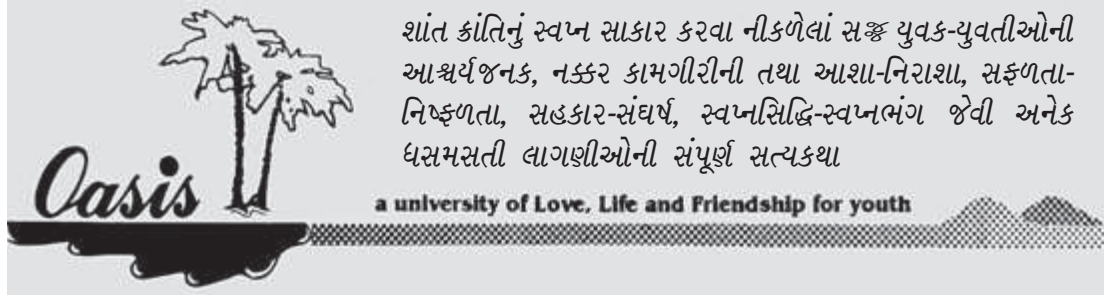 શાંત ક્રાંતિનું સ્વપ્ન સાકાર કરવા નીકળેલાં યુવક-યુવતીઓની
આશ્ચર્યજનક, નક્કર કામગીરીની તથા આશા-નિરાશા, સફળતા-
નિષ્ફળતા, સહકાર-સંઘર્ષ, સ્વપ્નસિદ્ધિ-સ્વપ્નભંગ જેવી અનેક
ધસમસતી લાગણીઓની સંપૂર્ણ સત્યકથા
Oasis
a university of Love, Life and Friendship for youth